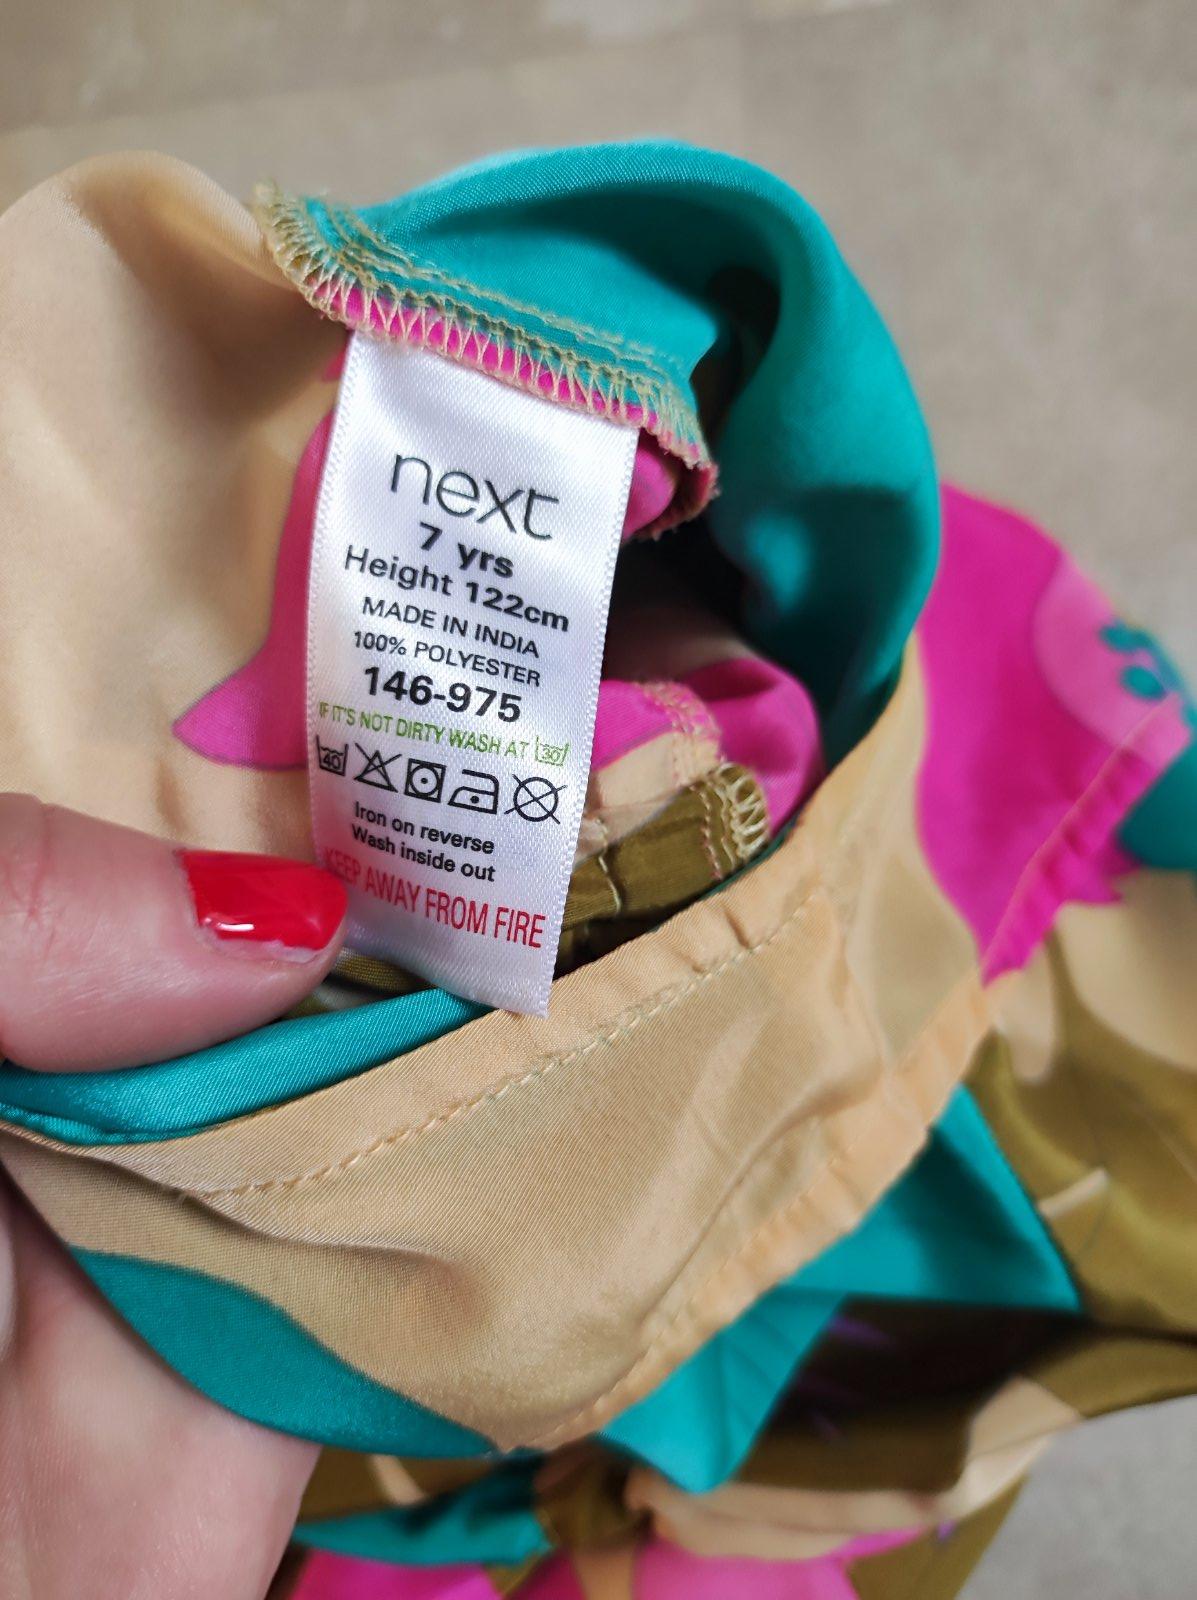 next
7 yrs
Height 122cm
MADE IN INDIA
100% POLYESTER
146-975
IF IT'S NOT DIRTY WASH AT 30
40
Iron on reverse
Wash inside out
KEEP AWAY FROM FIRE